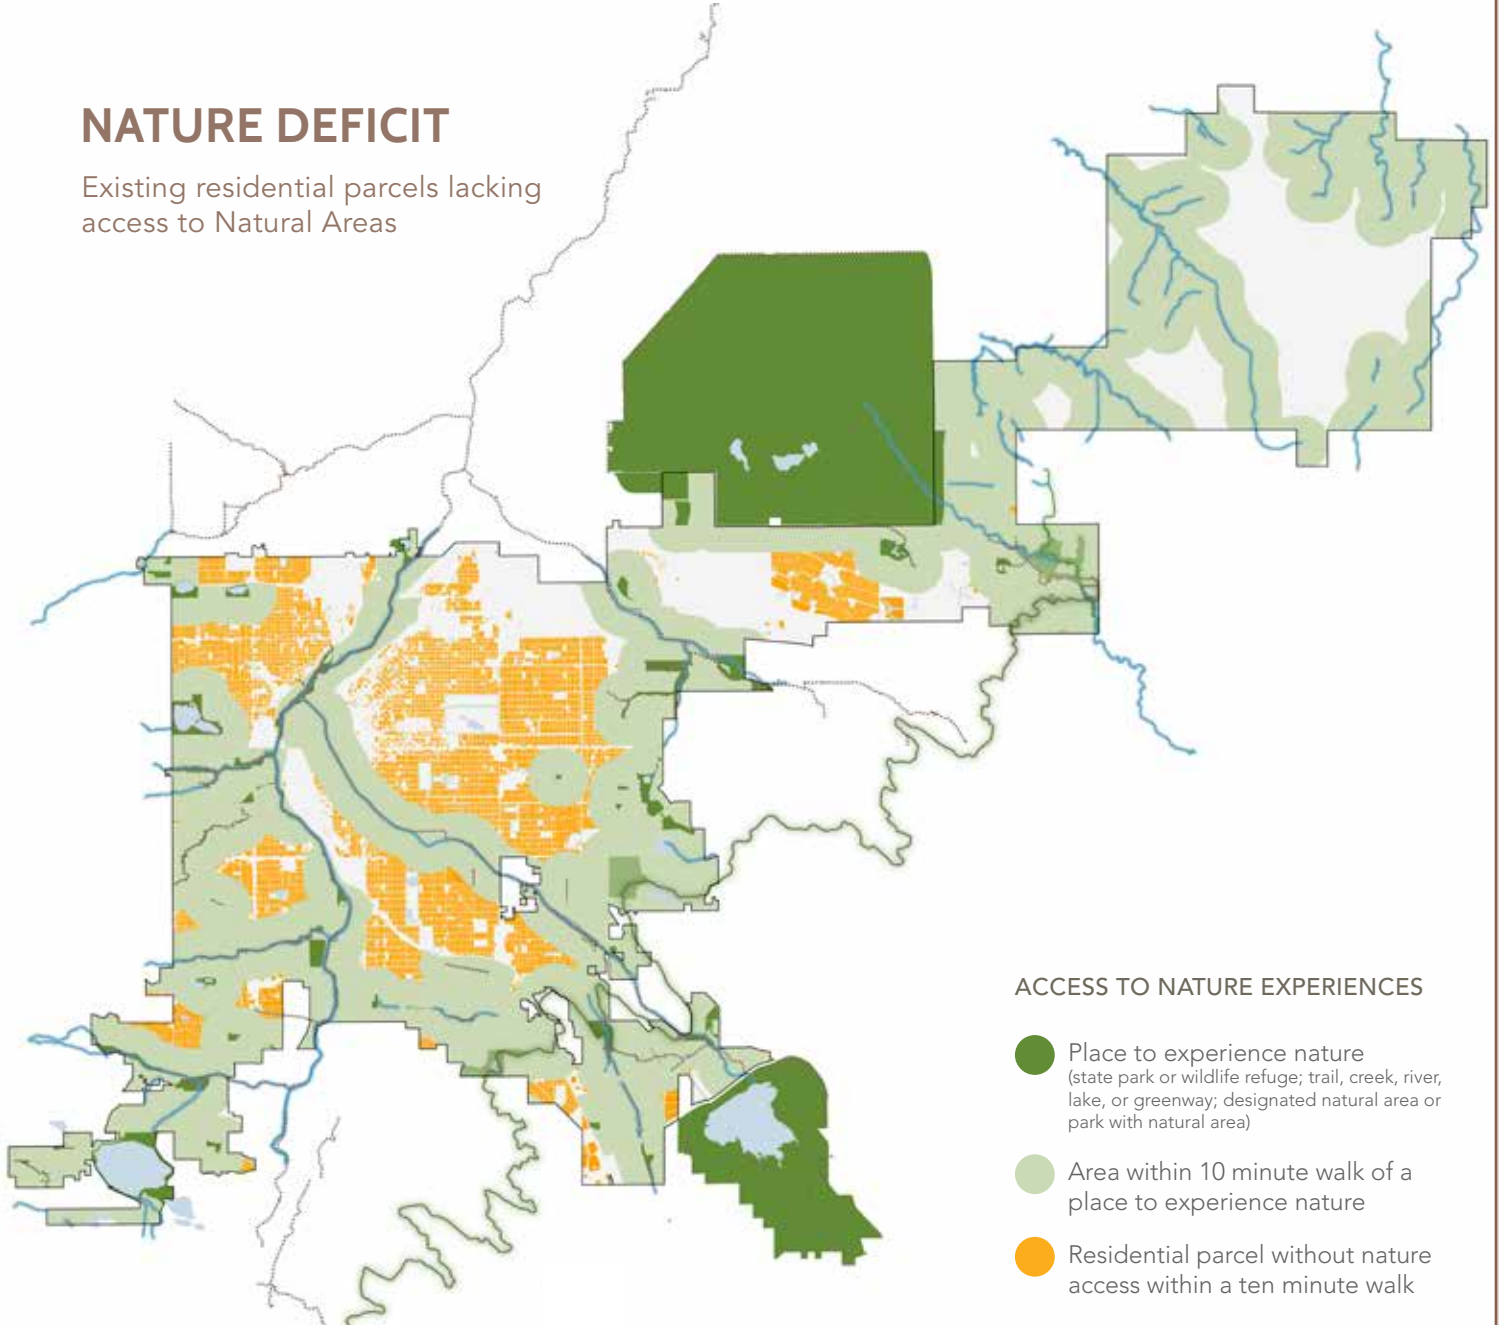 NATURE DEFICIT
Existing residential parcels lacking
access to Natural Areas
ACCESS TO NATURE EXPERIENCES
Place to experience nature
(state park or wildlife refuge; trail, creek, river,
lake, or greenway; designated natural area or
park with natural area)
Area within 10 minute walk of a
place to experience nature
Residential parcel without nature
access within a ten minute walk